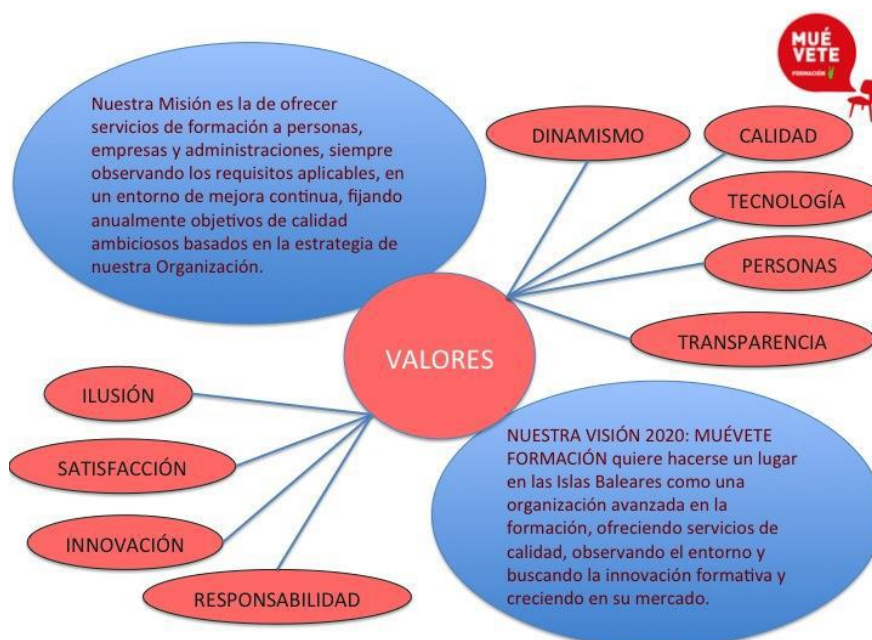 MUÉ
VETE
FORMACIÓN
Nuestra Misión es la de ofrecer
servicios de formación a personas,
empresas y administraciones, siempre
observando los requisitos aplicables, en
un entorno de mejora continua, fijando
anualmente objetivos de calidad
ambiciosos basados en la estrategia de
nuestra Organización.
DINAMISMO
CALIDAD
TECNOLOGÍA
PERSONAS
TRANSPARENCIA
VALORES
ILUSIÓN
SATISFACCIÓN
INNOVACIÓN
RESPONSABILIDAD
NUESTRA VISIÓN 2020: MUÉVETE
FORMACIÓN quiere hacerse un lugar
en las Islas Baleares como una
organización avanzada en la
formación, ofreciendo servicios de
calidad, observando el entorno y
buscando la innovación formativa y
creciendo en su mercado.